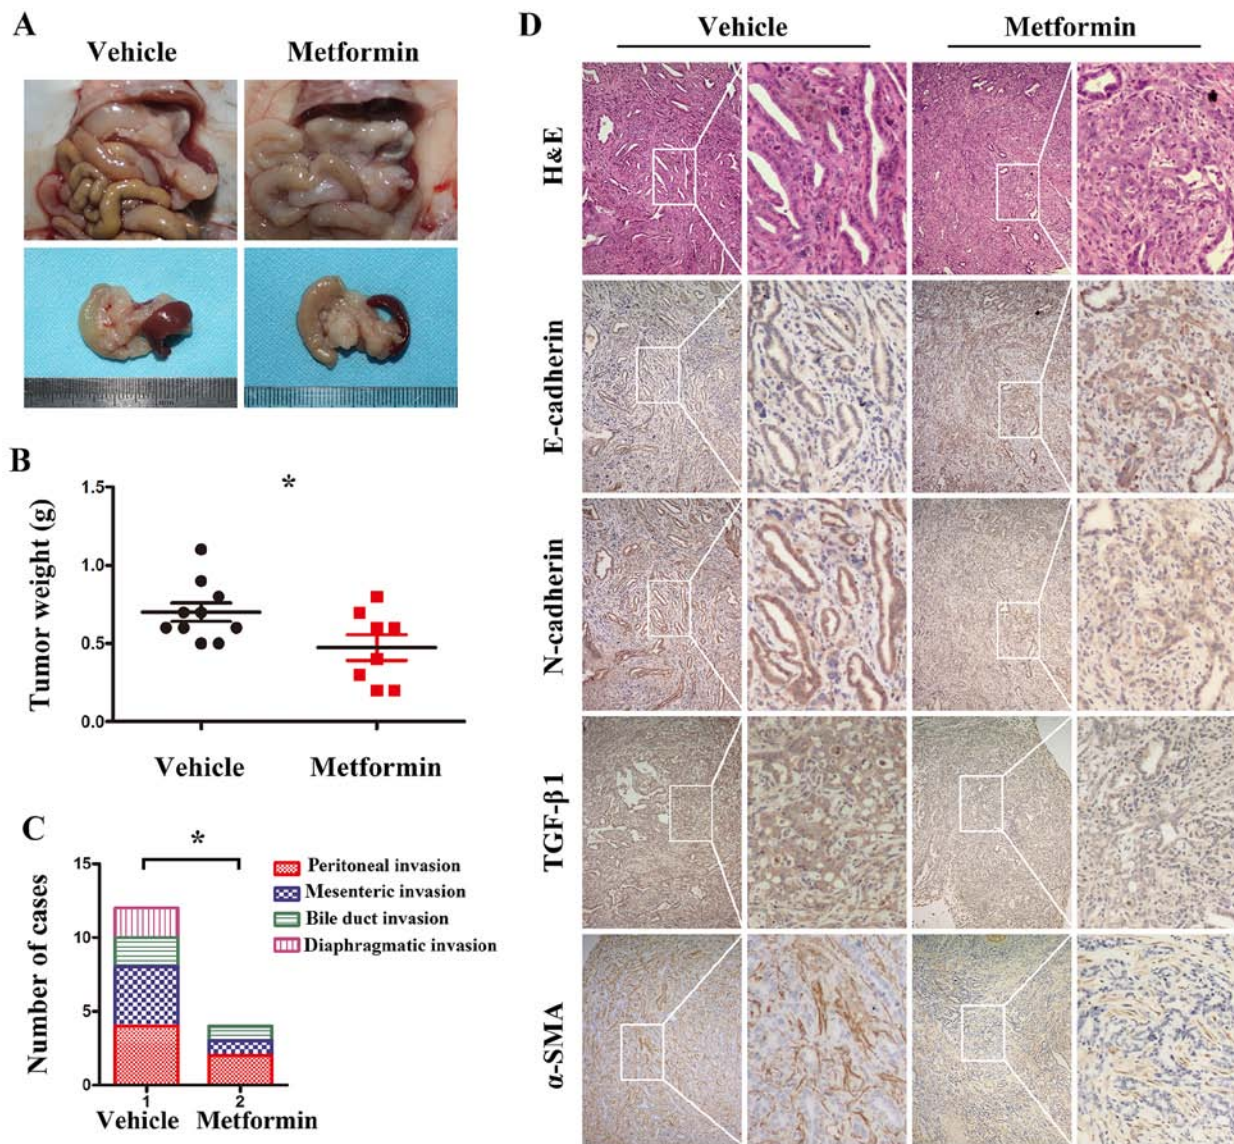 A
Vehicle
Metformin
B
*
Tumor weight (g)
1.5
1.0
0.5
0.0
Vehicle
Metformin
C
*
Number of cases
15
10
5
0
1
2
Vehicle
Metformin
Peritoneal invasion
Mesenteric invasion
Bile duct invasion
Diaphragmatic invasion
D
Vehicle
Metformin
H&E
E-cadherin
N-cadherin
TGF-β1
α-SMA